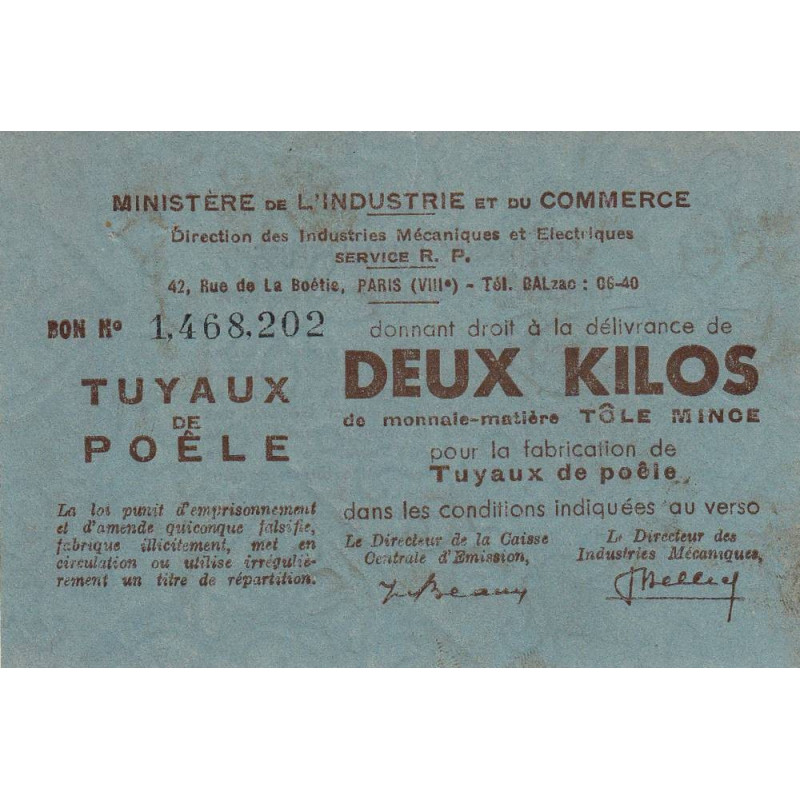 MINISTÈRE DE L'INDUSTRIE ET DU COMMERCE
Direction des Industries Mécaniques et Electriques
SERVICE R. P.
42, Rue de La Boétie, PARIS (VIIIe) - Tél. BALzac : 06-40
BON No 1,468,202
donnant droit à la délivrance de
DEUX KILOS
de monnaie-matière TÔLE MINCE
pour la fabrication de
Tuyaux de poêle
dans les conditions indiquées au verso
TUYAUX
DE
POÊLE
La loi punit d'emprisonnement
et d'amende quiconque falsifie,
fabrique illicitement, met en
circulation ou utilise irréguliè-
rement un titre de répartition.
Le Directeur de la Caisse
Centrale d'Emission,
Le Directeur des
Industries Mécaniques,